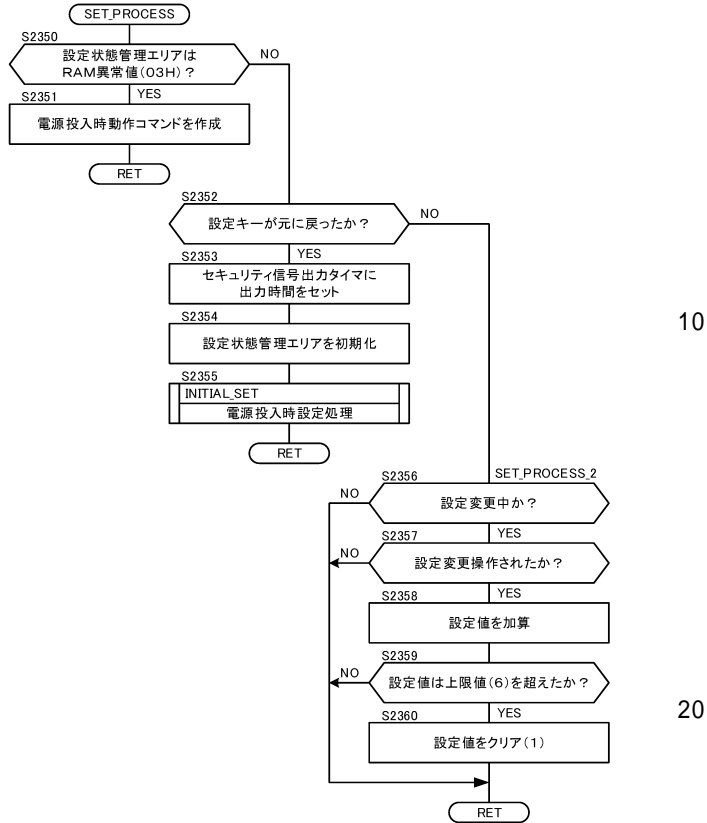 SET_PROCESS
S2350
設定状態管理エリアは
RAM異常値(03H)?
NO
YES
S2351
電源投入時動作コマンドを作成
RET
S2352
設定キーが元に戻ったか?
NO
YES
S2353
セキュリティ信号出力タイマに
出力時間をセット
10
S2354
設定状態管理エリアを初期化
S2355
INITIAL_SET
電源投入時設定処理
RET
SET_PROCESS_2
S2356
NO
設定変更中か?
YES
S2357
NO
設定変更操作されたか?
YES
S2358
設定値を加算
S2359
NO
設定値は上限値(6)を超えたか?
YES
20
S2360
設定値をクリア(1)
RET